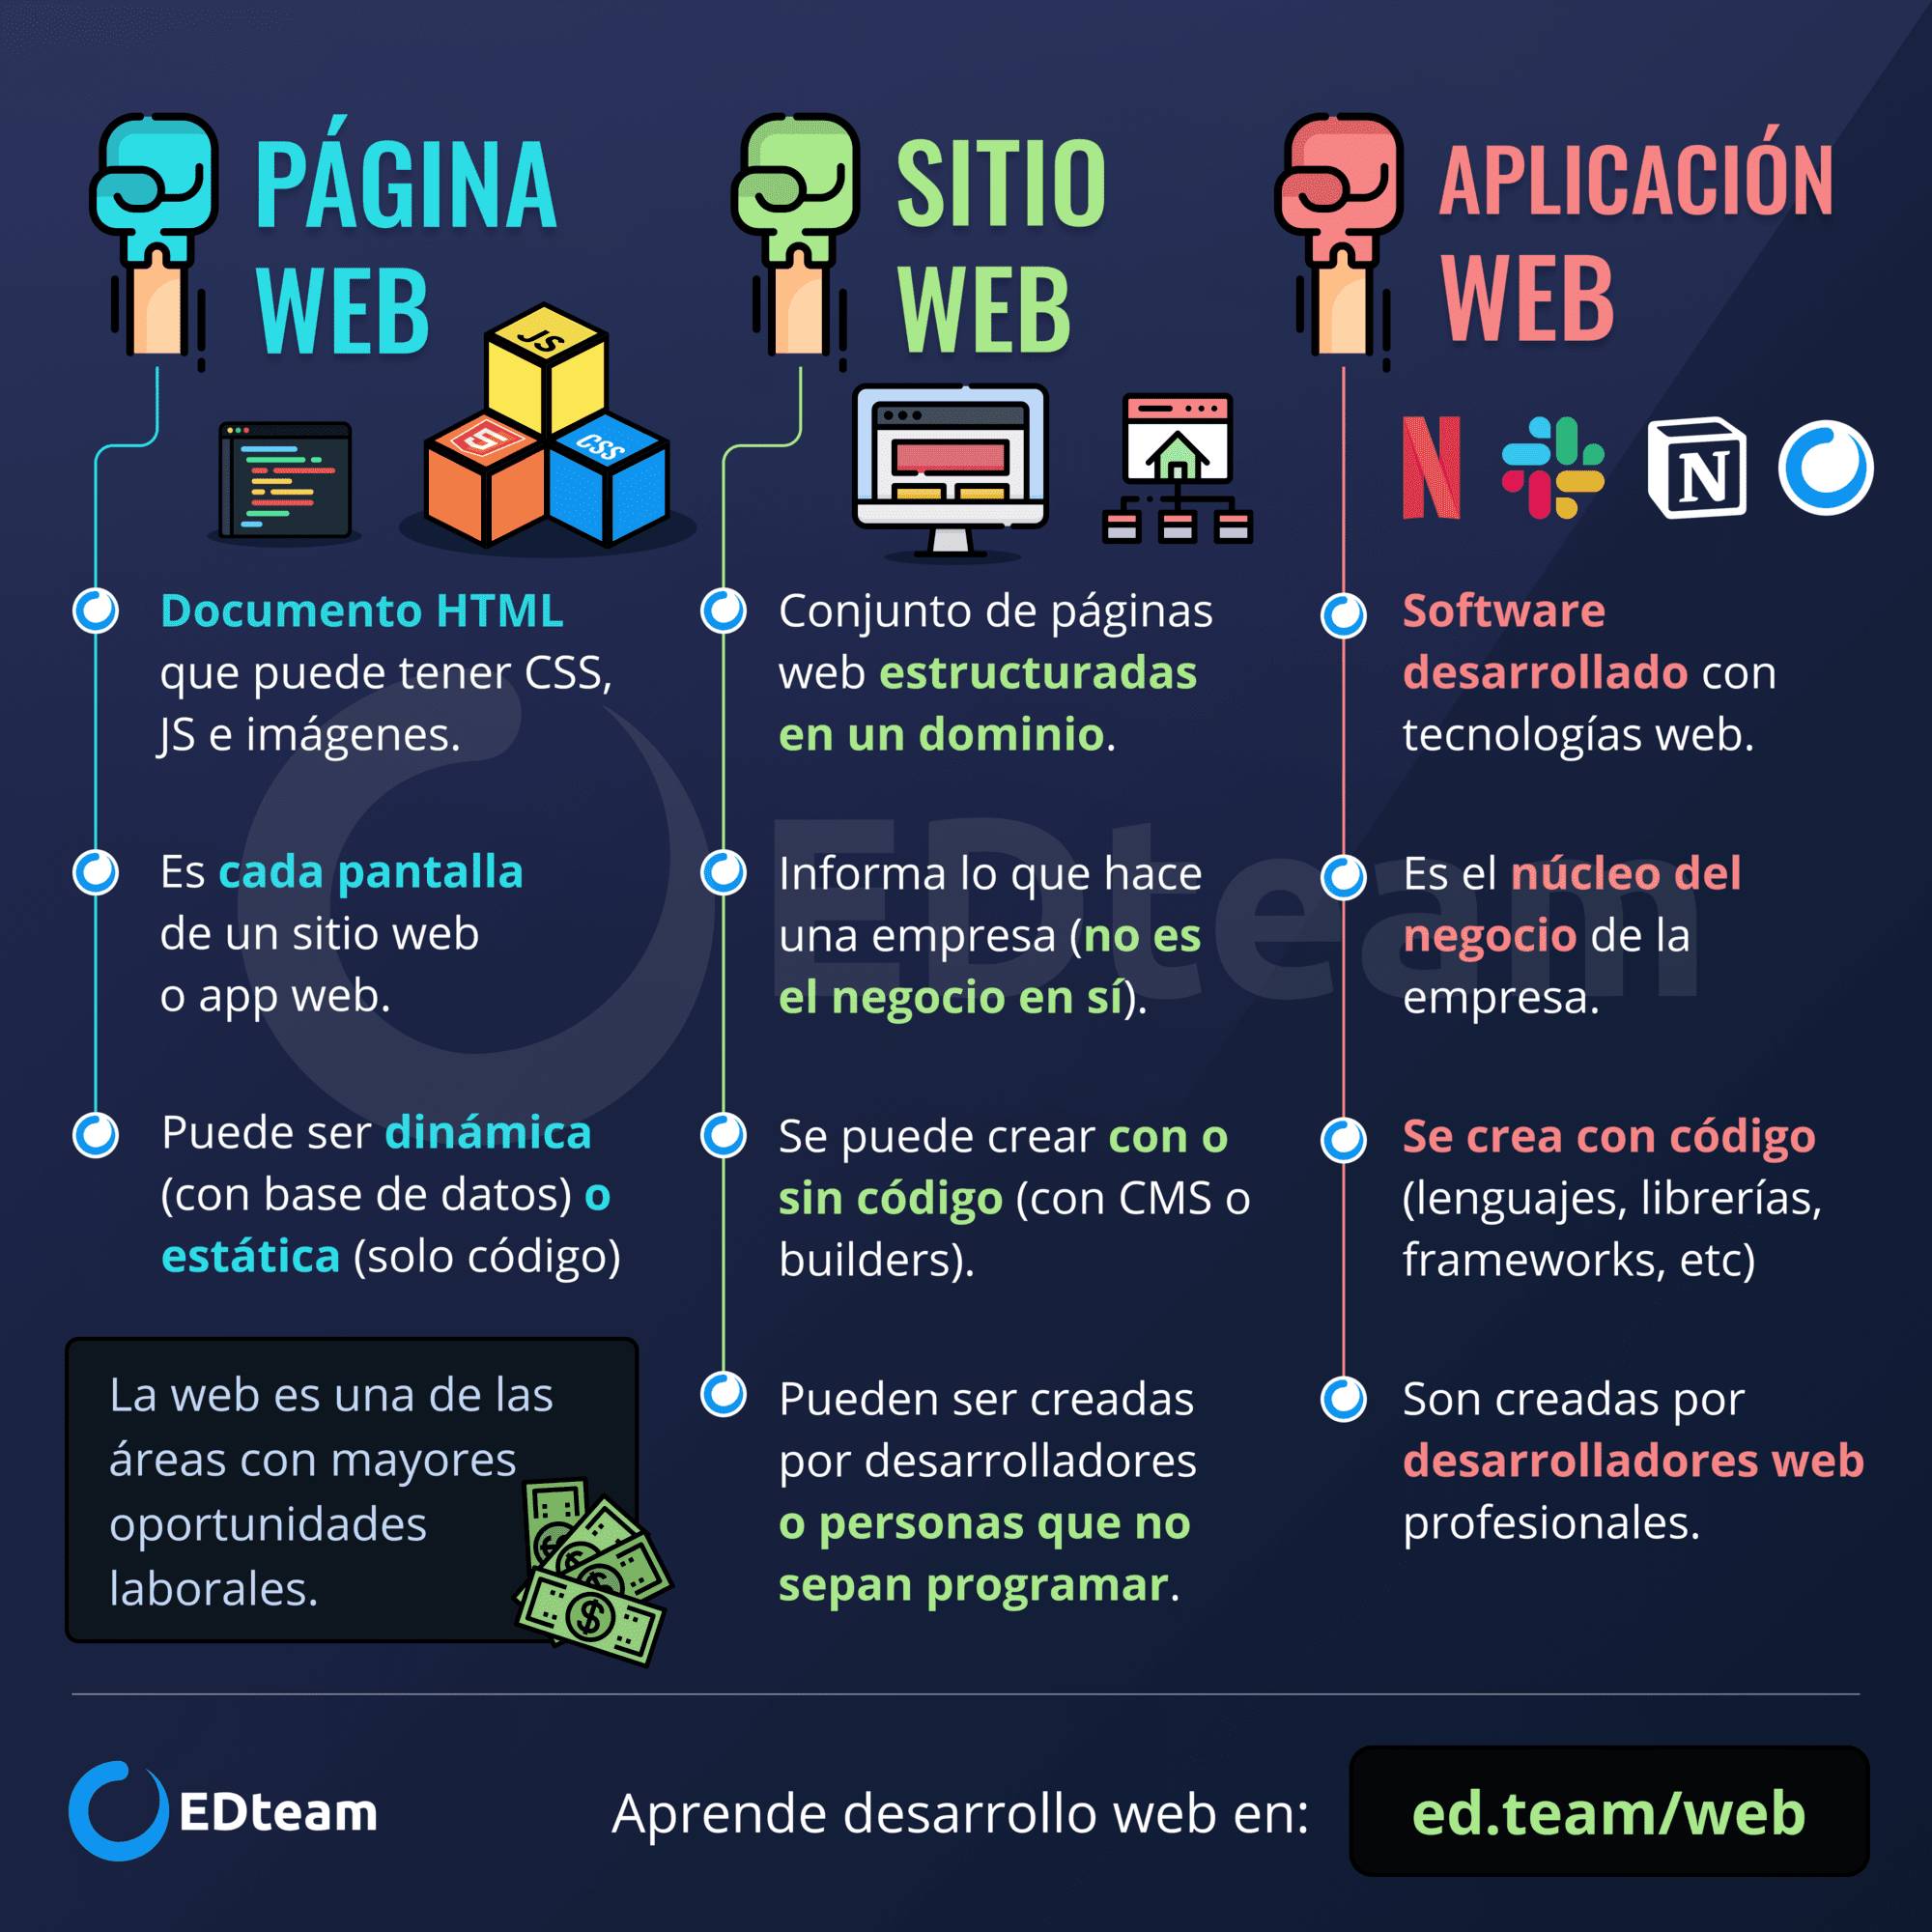 PÁGINA
WEB
JS
5
CSS
Documento HTML
que puede tener CSS,
JS e imágenes.
Es cada pantalla
de un sitio web
o app web.
Puede ser dinámica
(con base de datos) o
estática (solo código)
La web es una de las
áreas con mayores
oportunidades
laborales.
$
SITIO
WEB
Conjunto de páginas
web estructuradas
en un dominio.
Informa lo que hace
una empresa (no es
el negocio en sí).
Se puede crear con o
sin código (con CMS o
builders).
Pueden ser creadas
por desarrolladores
o personas que no
sepan programar.
APLICACIÓN
WEB
N
N
Software
desarrollado con
tecnologías web.
Es el núcleo del
negocio de la
empresa.
Se crea con código
(lenguajes, librerías,
frameworks, etc)
Son creadas por
desarrolladores web
profesionales.
EDteam
EDteam
Aprende desarrollo web en:
ed.team/web